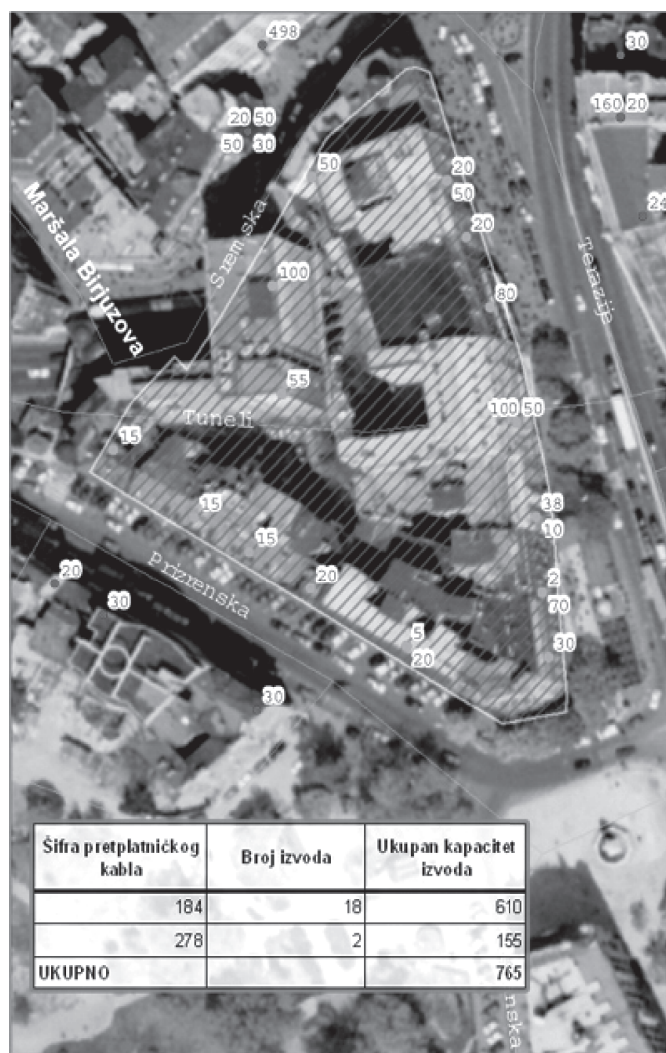 498
30
20 50
50 30
160 20
24
50
20
50
20
Maršala Birjuzova
Sremska
100
80
Terazije
55
100 50
15
Tuneli
15
38
15
10
20
Prizrenska
20
30
2
70
5
30
20
30
Šifra pretplatničkog kabla Broj izvoda Ukupan kapacitet izvoda
184 18 610
278 2 155
UKUPNO 765
nska